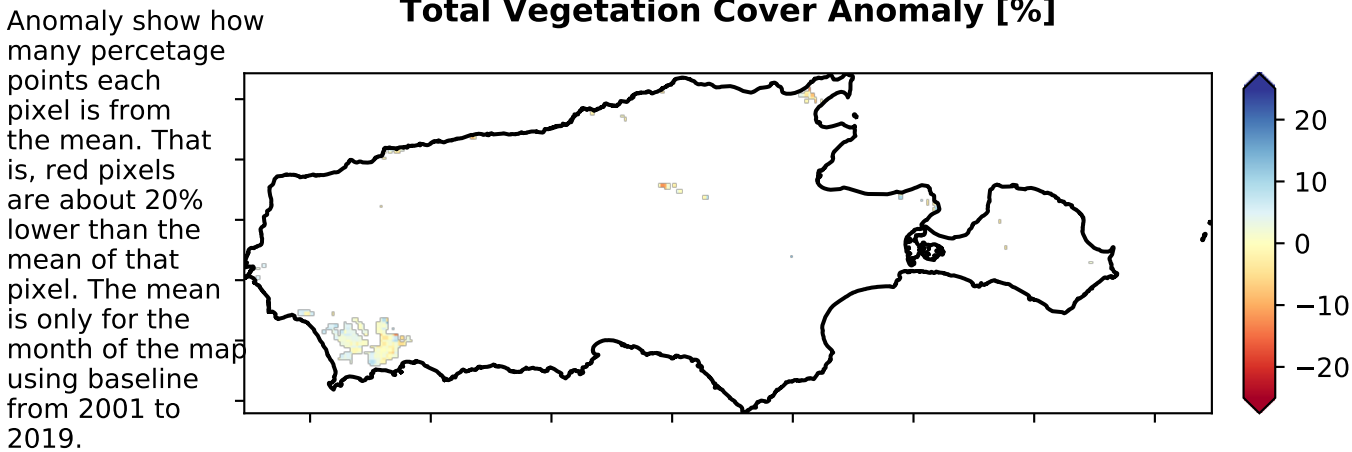 Total Vegetation Cover Anomaly [%]
Anomaly show how
many percetage
points each
pixel is from
the mean. That
is, red pixels
are about 20%
lower than the
mean of that
pixel. The mean
is only for the
month of the map
using baseline
from 2001 to
2019.
20
10
0
−10
−20